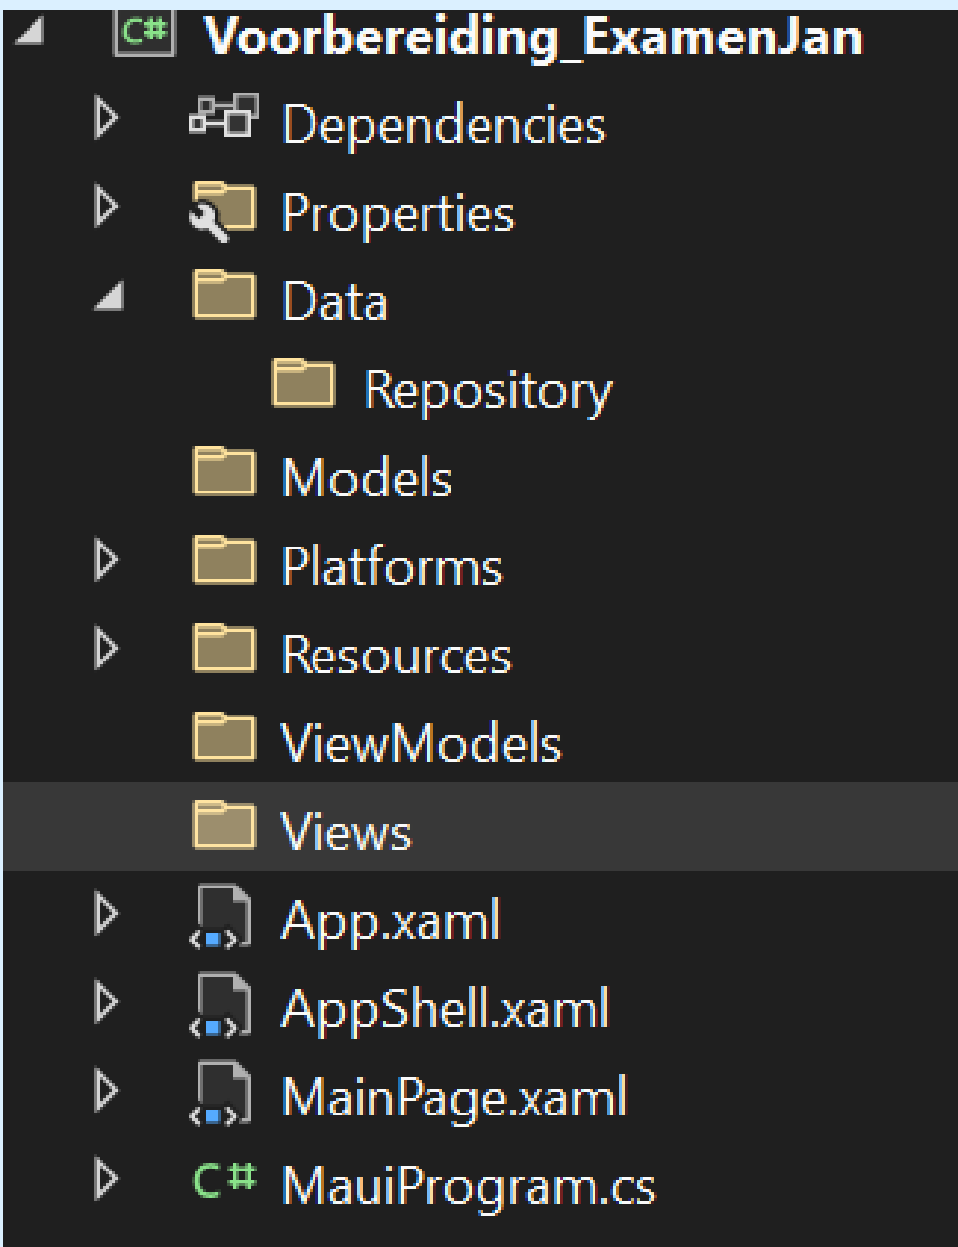 C# Voorbereiding_ExamenJan
Dependencies
Properties
Data
Repository
Models
Platforms
Resources
ViewModels
Views
App.xaml
AppShell.xaml
MainPage.xaml
C# MauiProgram.cs